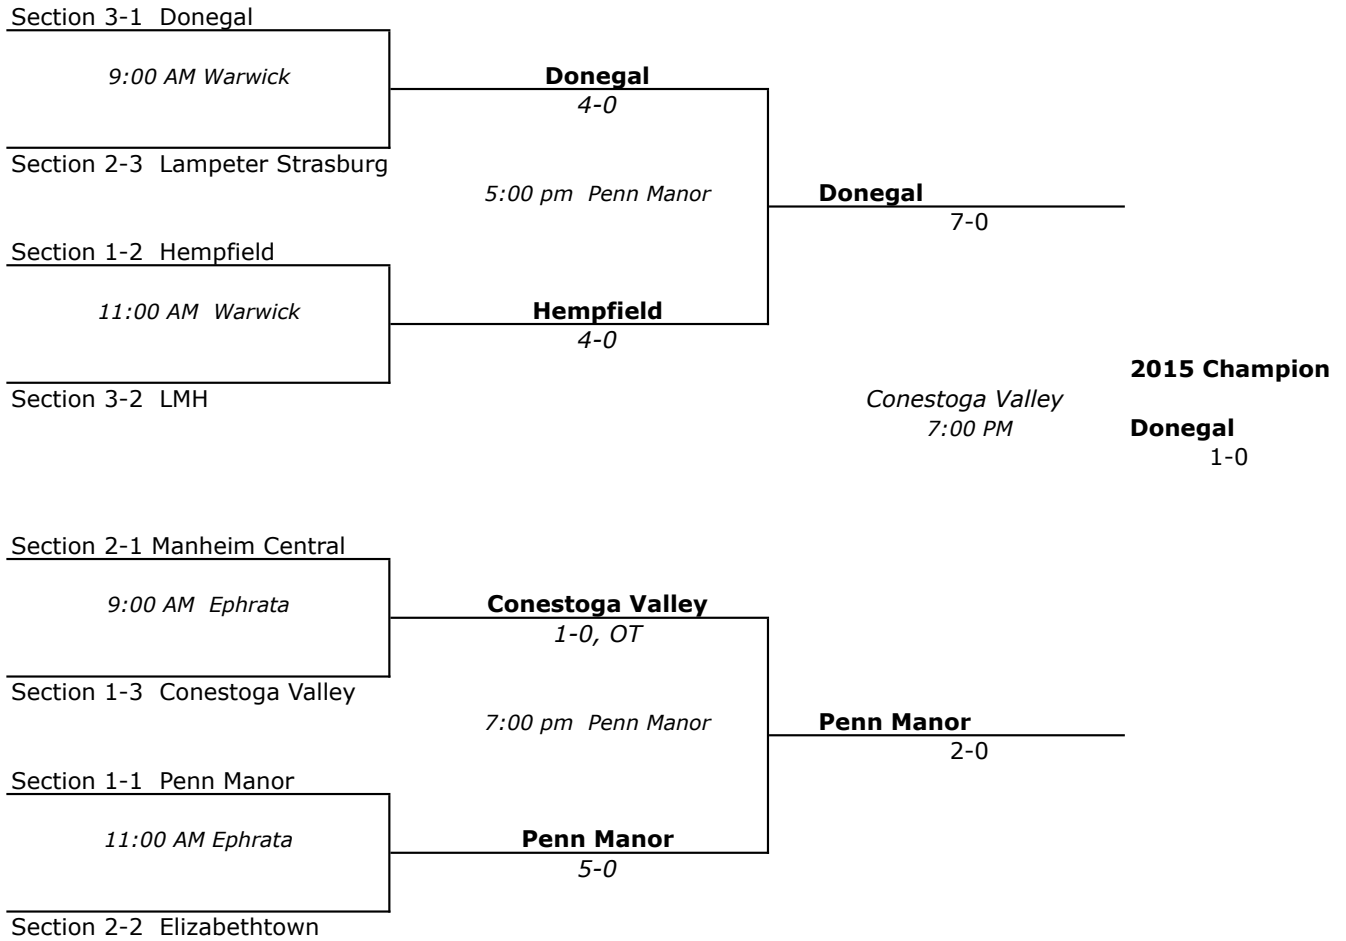 Section 3-1  Donegal
9:00 AM Warwick
Donegal
4-0
Section 2-3  Lampeter Strasburg
5:00 pm  Penn Manor
Donegal
7-0
Section 1-2  Hempfield
11:00 AM  Warwick
Hempfield
4-0
2015 Champion
Section 3-2  LMH
Conestoga Valley
7:00 PM
Donegal
1-0
Section 2-1 Manheim Central
9:00 AM  Ephrata
Conestoga Valley
1-0, OT
Section 1-3  Conestoga Valley
7:00 pm  Penn Manor
Penn Manor
2-0
Section 1-1  Penn Manor
11:00 AM Ephrata
Penn Manor
5-0
Section 2-2  Elizabethtown